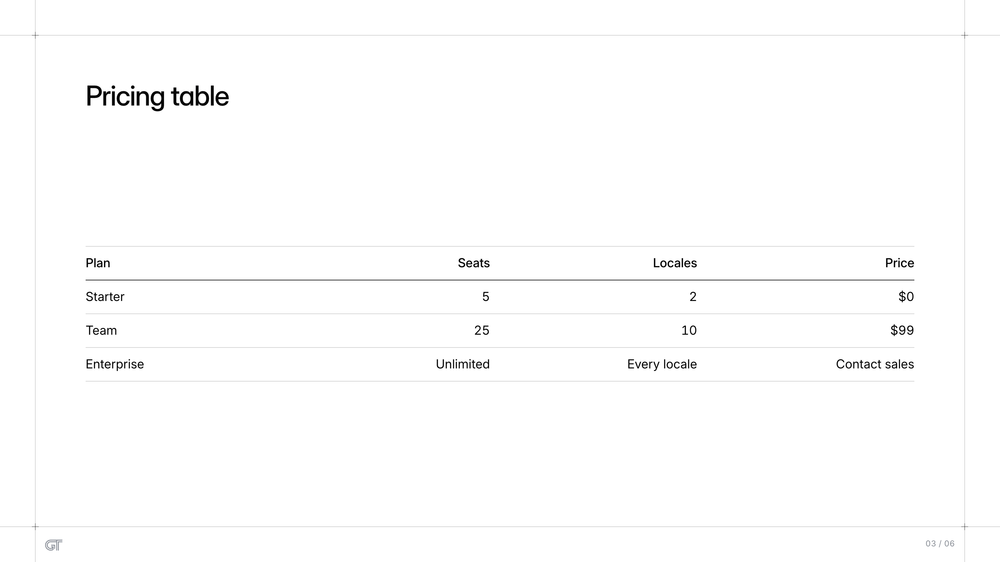 Pricing table
Plan Seats Locales Price
Starter 5 2 $0
Team 25 10 $99
Enterprise Unlimited Every locale Contact sales
GT 03 / 06